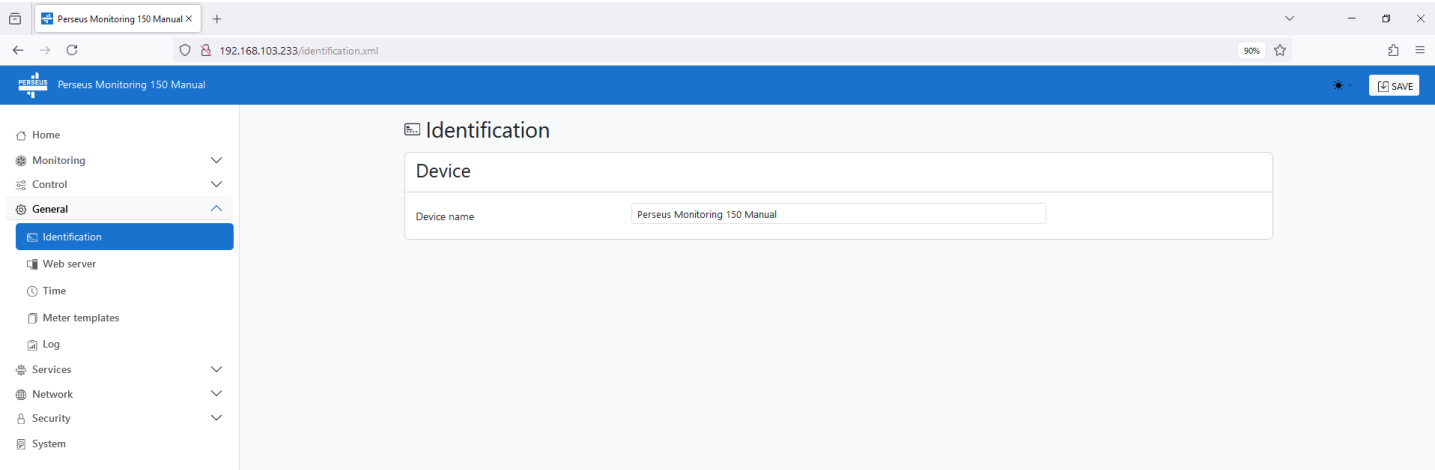 Perseus Monitoring 150 Manual
192.168.103.233/identification.xml
90%
PERSEUS
Perseus Monitoring 150 Manual
SAVE
Home
Monitoring
Control
General
Identification
Web server
Time
Meter templates
Log
Services
Network
Security
System
Identification
Device
Device name
Perseus Monitoring 150 Manual